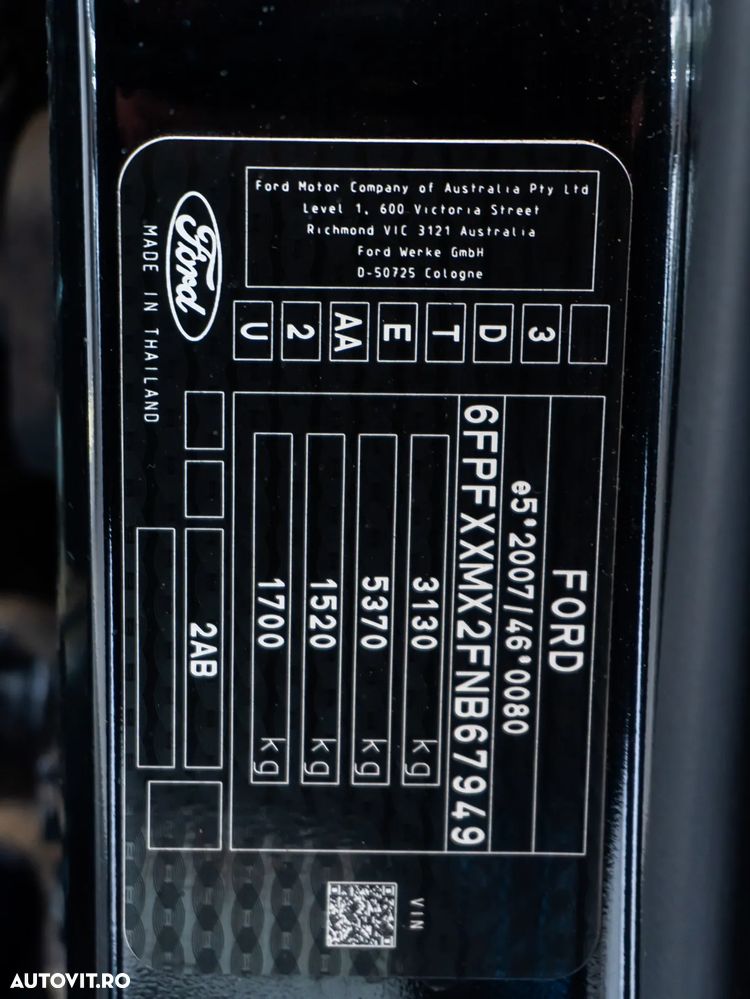 Ford Motor Company of Australia Pty Ltd
Level 1, 600 Victoria Street
Richmond VIC 3121 Australia
Ford Werke GmbH
D-50725 Cologne
Ford
MADE IN THAILAND
3
D
T
E
AA
2
U
FORD
e5*2007/46*0080
6FPFXXMX2FNB67949
3130 kg
5370 kg
1520 kg
1700 kg
2AB
VIN
AUTOVIT.RO